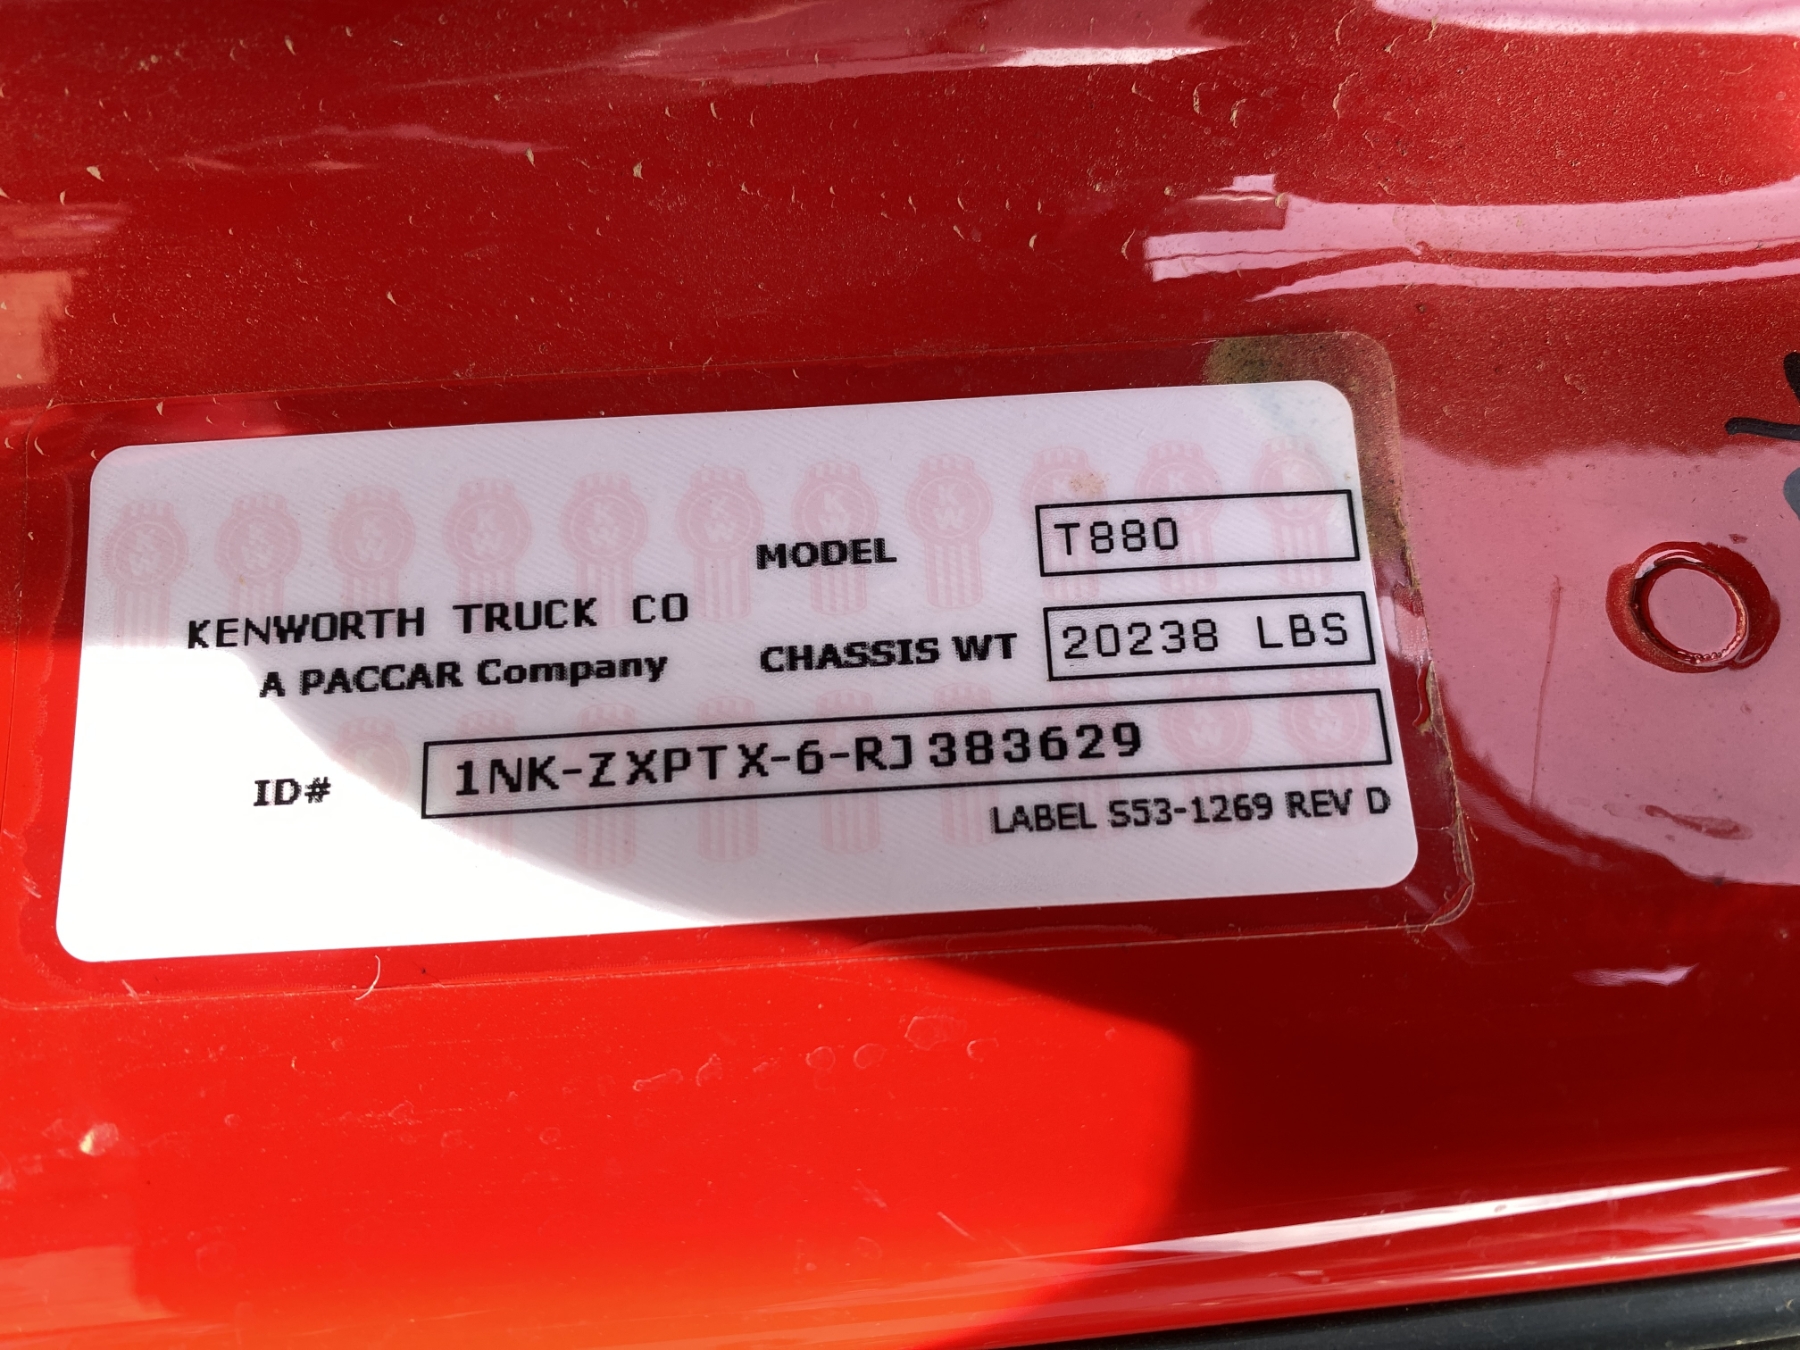 MODEL T880
KENWORTH TRUCK CO
A PACCAR Company
CHASSIS WT 20238 LBS
ID# 1NK-ZXPTX-6-RJ383629
LABEL S53-1269 REV D